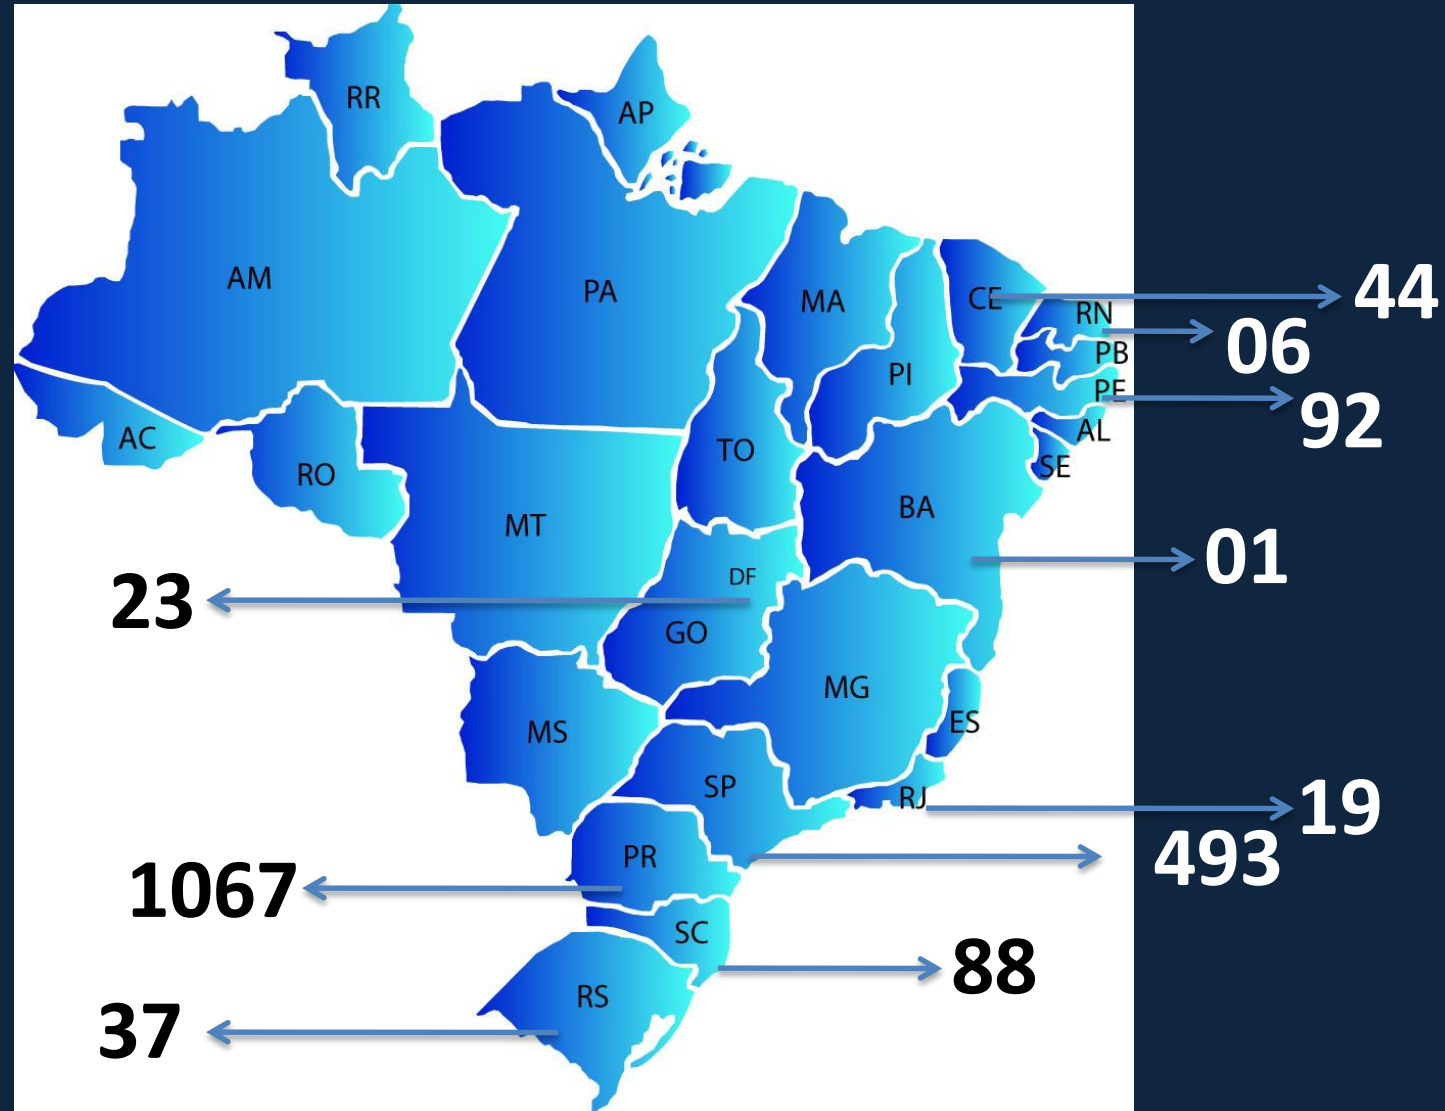 RR
AP
AM
PA
MA
CE
44
RN
06
PB
PI
PE
92
AL
AC
TO
SE
RO
BA
MT
01
DF
23
GO
MG
ES
MS
SP
RJ
19
PR
493
1067
SC
88
RS
37